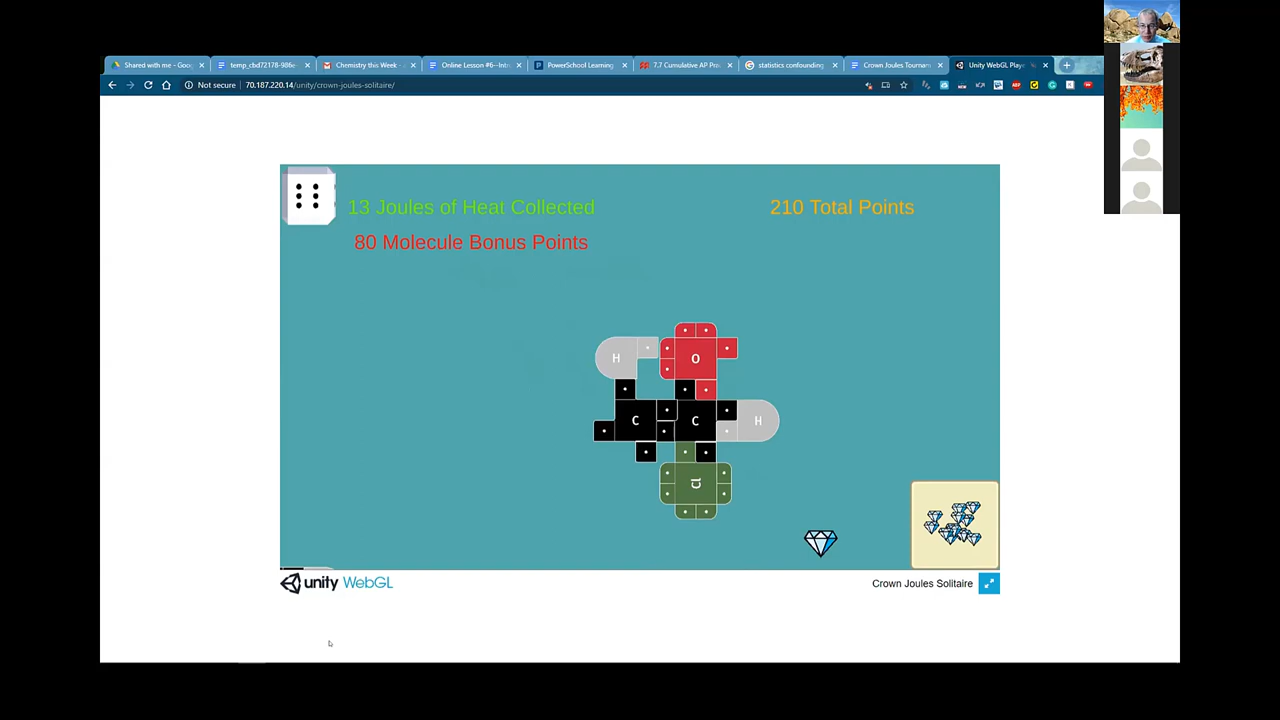 Shared with me - Goo
temp_cbd72178-986e
Chemistry this Week -
Online Lesson #6--Intr
PowerSchool Learning
7.7 Cumulative AP Pra
statistics confounding
Crown Joules Tournam
Unity WebGL Playe
Not secure 70.187.220.14/unity/crown-joules-solitaire/
13 Joules of Heat Collected
210 Total Points
80 Molecule Bonus Points
H
O
C
C
H
Cl
unity WebGL
Crown Joules Solitaire